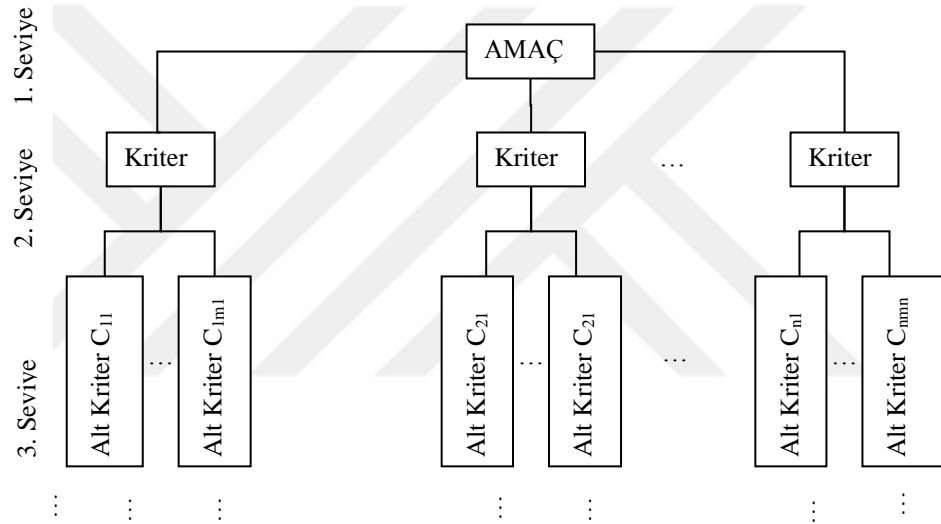 1. Seviye
AMAÇ
2. Seviye
Kriter
Kriter
...
Kriter
3. Seviye
Alt Kriter C11
...
Alt Kriter C1m1
Alt Kriter C21
...
Alt Kriter C21
...
Alt Kriter Cn1
...
Alt Kriter Cnmn
... ... ... ... ... ... ...